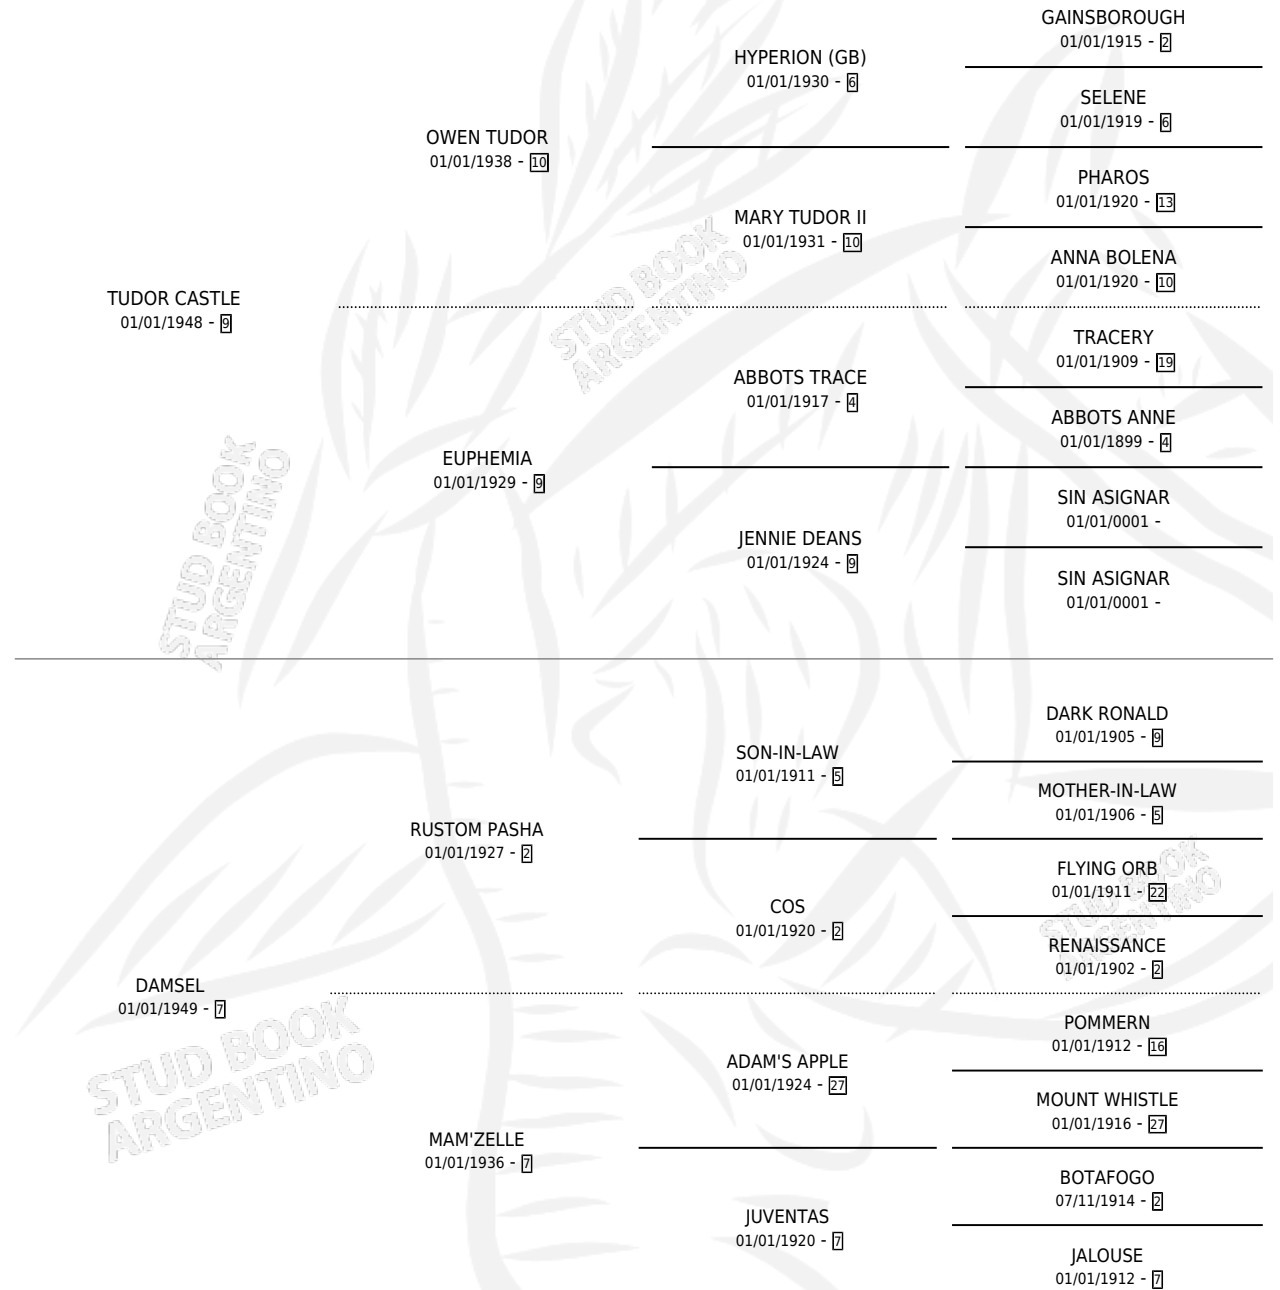 GAINSBOROUGH
01/01/1915 - 2
HYPERION (GB)
01/01/1930 - 6
SELENE
01/01/1919 - 6
OWEN TUDOR
01/01/1938 - 10
PHAROS
01/01/1920 - 13
MARY TUDOR II
01/01/1931 - 10
ANNA BOLENA
01/01/1920 - 10
TUDOR CASTLE
01/01/1948 - 9
TRACERY
01/01/1909 - 19
ABBOTS TRACE
01/01/1917 - 4
ABBOTS ANNE
01/01/1899 - 4
EUPHEMIA
01/01/1929 - 9
SIN ASIGNAR
01/01/0001 -
JENNIE DEANS
01/01/1924 - 9
SIN ASIGNAR
01/01/0001 -
DARK RONALD
01/01/1905 - 9
SON-IN-LAW
01/01/1911 - 5
MOTHER-IN-LAW
01/01/1906 - 5
RUSTOM PASHA
01/01/1927 - 2
FLYING ORB
01/01/1911 - 22
COS
01/01/1920 - 2
RENAISSANCE
01/01/1902 - 2
DAMSEL
01/01/1949 - 7
POMMERN
01/01/1912 - 16
ADAM'S APPLE
01/01/1924 - 27
MOUNT WHISTLE
01/01/1916 - 27
MAM'ZELLE
01/01/1936 - 7
BOTAFOGO
07/11/1914 - 2
JUVENTAS
01/01/1920 - 7
JALOUSE
01/01/1912 - 7
STUD BOOK
ARGENTINO
STUD BOOK
ARGENTINO
STUD BOOK
ARGENTINO
STUD BOOK
ARGENTINO